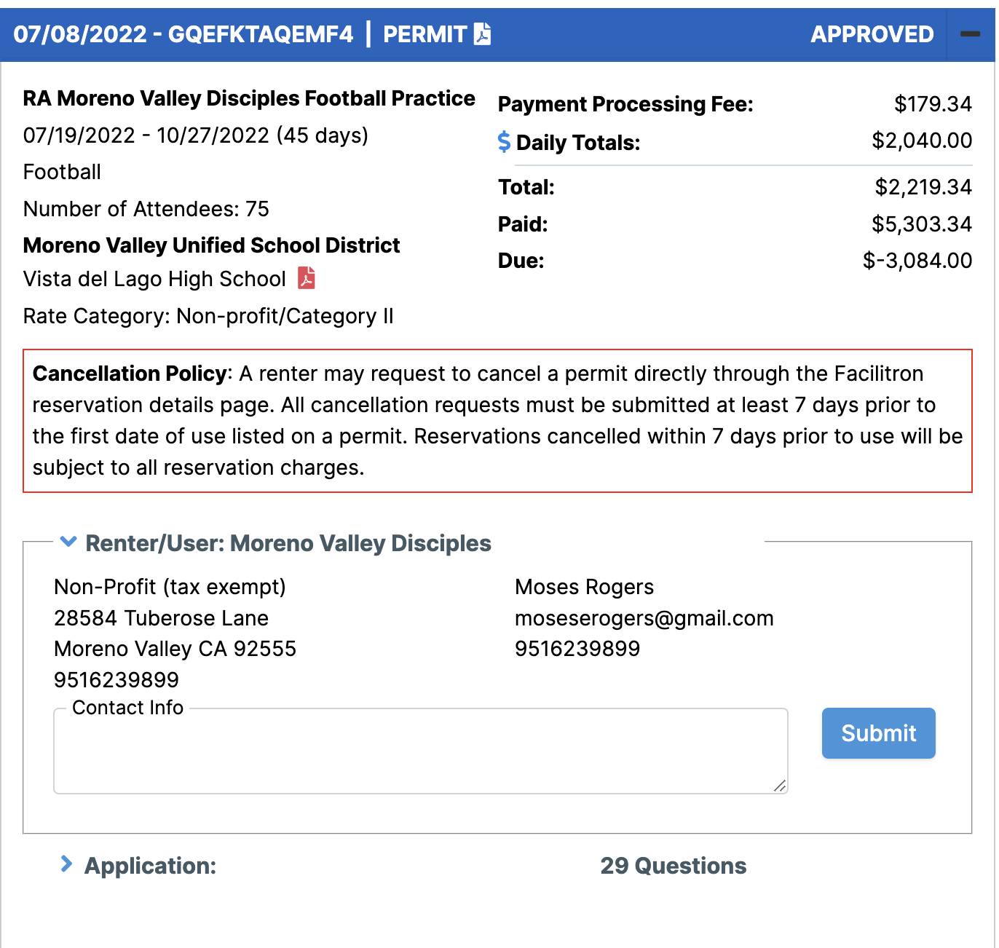 07/08/2022 - GQEFKTAQEMF4 | PERMIT
APPROVED
RA Moreno Valley Disciples Football Practice
07/19/2022 - 10/27/2022 (45 days)
Football
Number of Attendees: 75
Moreno Valley Unified School District
Vista del Lago High School
Rate Category: Non-profit/Category II
Payment Processing Fee: $179.34
$ Daily Totals: $2,040.00
Total: $2,219.34
Paid: $5,303.34
Due: $-3,084.00
Cancellation Policy: A renter may request to cancel a permit directly through the Facilitron
reservation details page. All cancellation requests must be submitted at least 7 days prior to
the first date of use listed on a permit. Reservations cancelled within 7 days prior to use will be
subject to all reservation charges.
Renter/User: Moreno Valley Disciples
Non-Profit (tax exempt)
28584 Tuberose Lane
Moreno Valley CA 92555
9516239899
Moses Rogers
moseserogers@gmail.com
9516239899
Contact Info
Submit
Application: 29 Questions